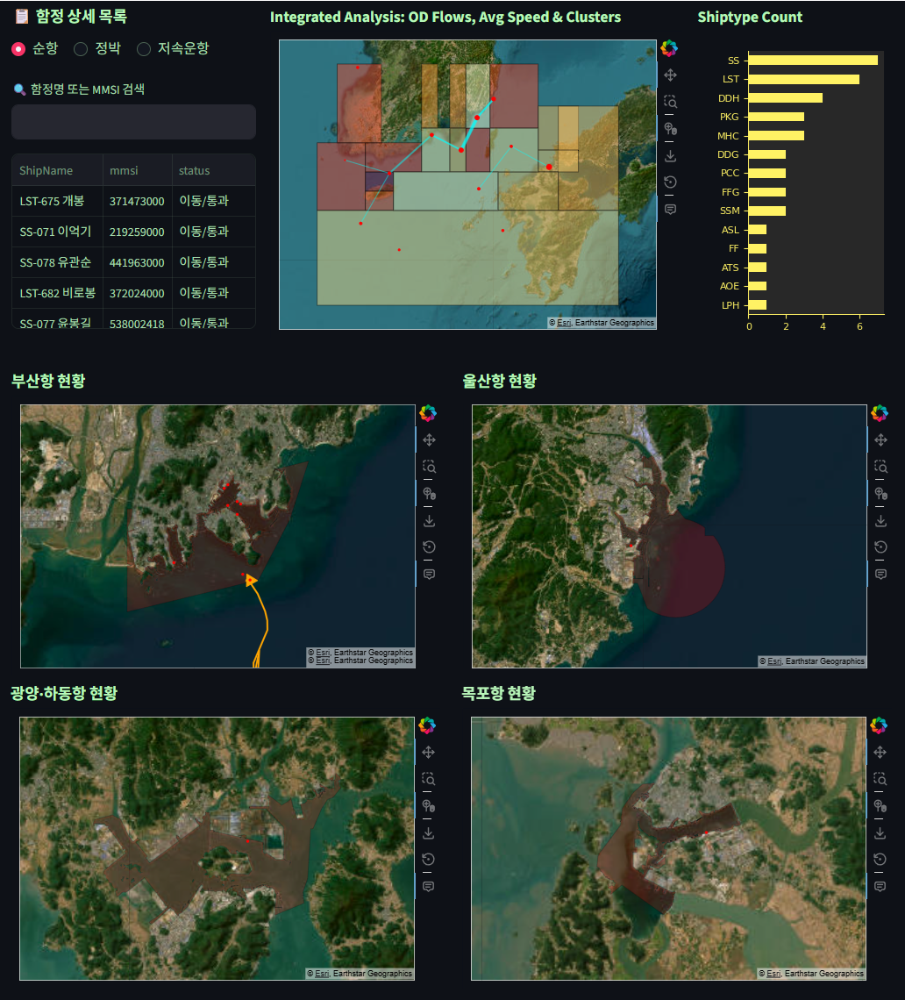 함정 상세 목록
순항 정박 저속운항
함정명 또는 MMSI 검색
ShipName mmsi status
LST-675 개봉 371473000 이동/통과
SS-071 이억기 219259000 이동/통과
SS-078 유관순 441963000 이동/통과
LST-682 비로봉 372024000 이동/통과
SS-077 윤봉길 538002418 이동/통과
Integrated Analysis: OD Flows, Avg Speed & Clusters
© Esri, Earthstar Geographics
Shiptype Count
SS
LST
DDH
PKG
MHC
DDG
PCC
FFG
SSM
ASL
FF
ATS
AOE
LPH
0 2 4 6
부산항 현황
© Esri, Earthstar Geographics
© Esri, Earthstar Geographics
울산항 현황
© Esri, Earthstar Geographics
광양·하동항 현황
© Esri, Earthstar Geographics
목포항 현황
© Esri, Earthstar Geographics